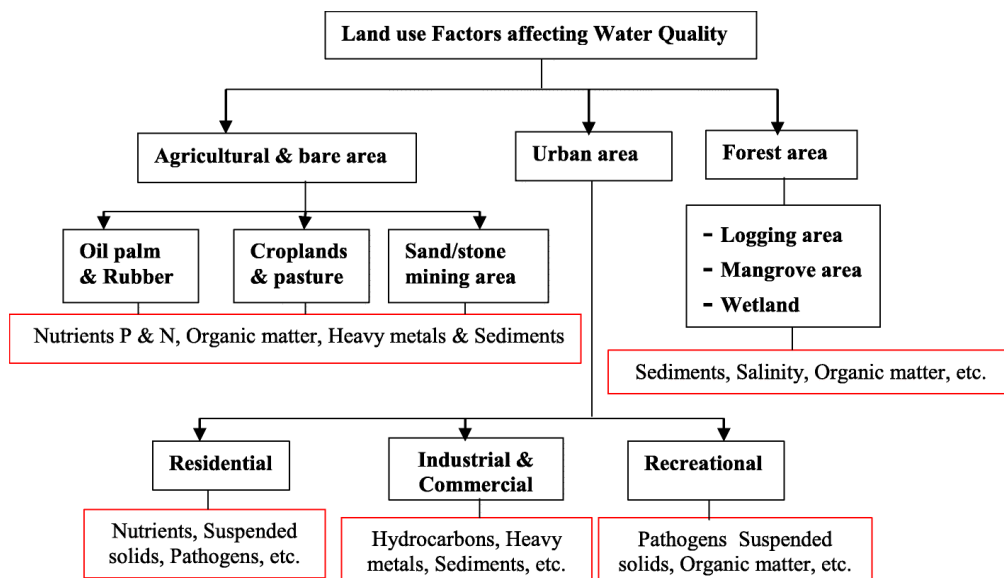 Land use Factors affecting Water Quality
Agricultural & bare area
Urban area
Forest area
Oil palm
& Rubber
Croplands
& pasture
Sand/stone
mining area
- Logging area
- Mangrove area
- Wetland
Nutrients P & N, Organic matter, Heavy metals & Sediments
Sediments, Salinity, Organic matter, etc.
Residential
Industrial &
Commercial
Recreational
Nutrients, Suspended
solids, Pathogens, etc.
Hydrocarbons, Heavy
metals, Sediments, etc.
Pathogens Suspended
solids, Organic matter, etc.